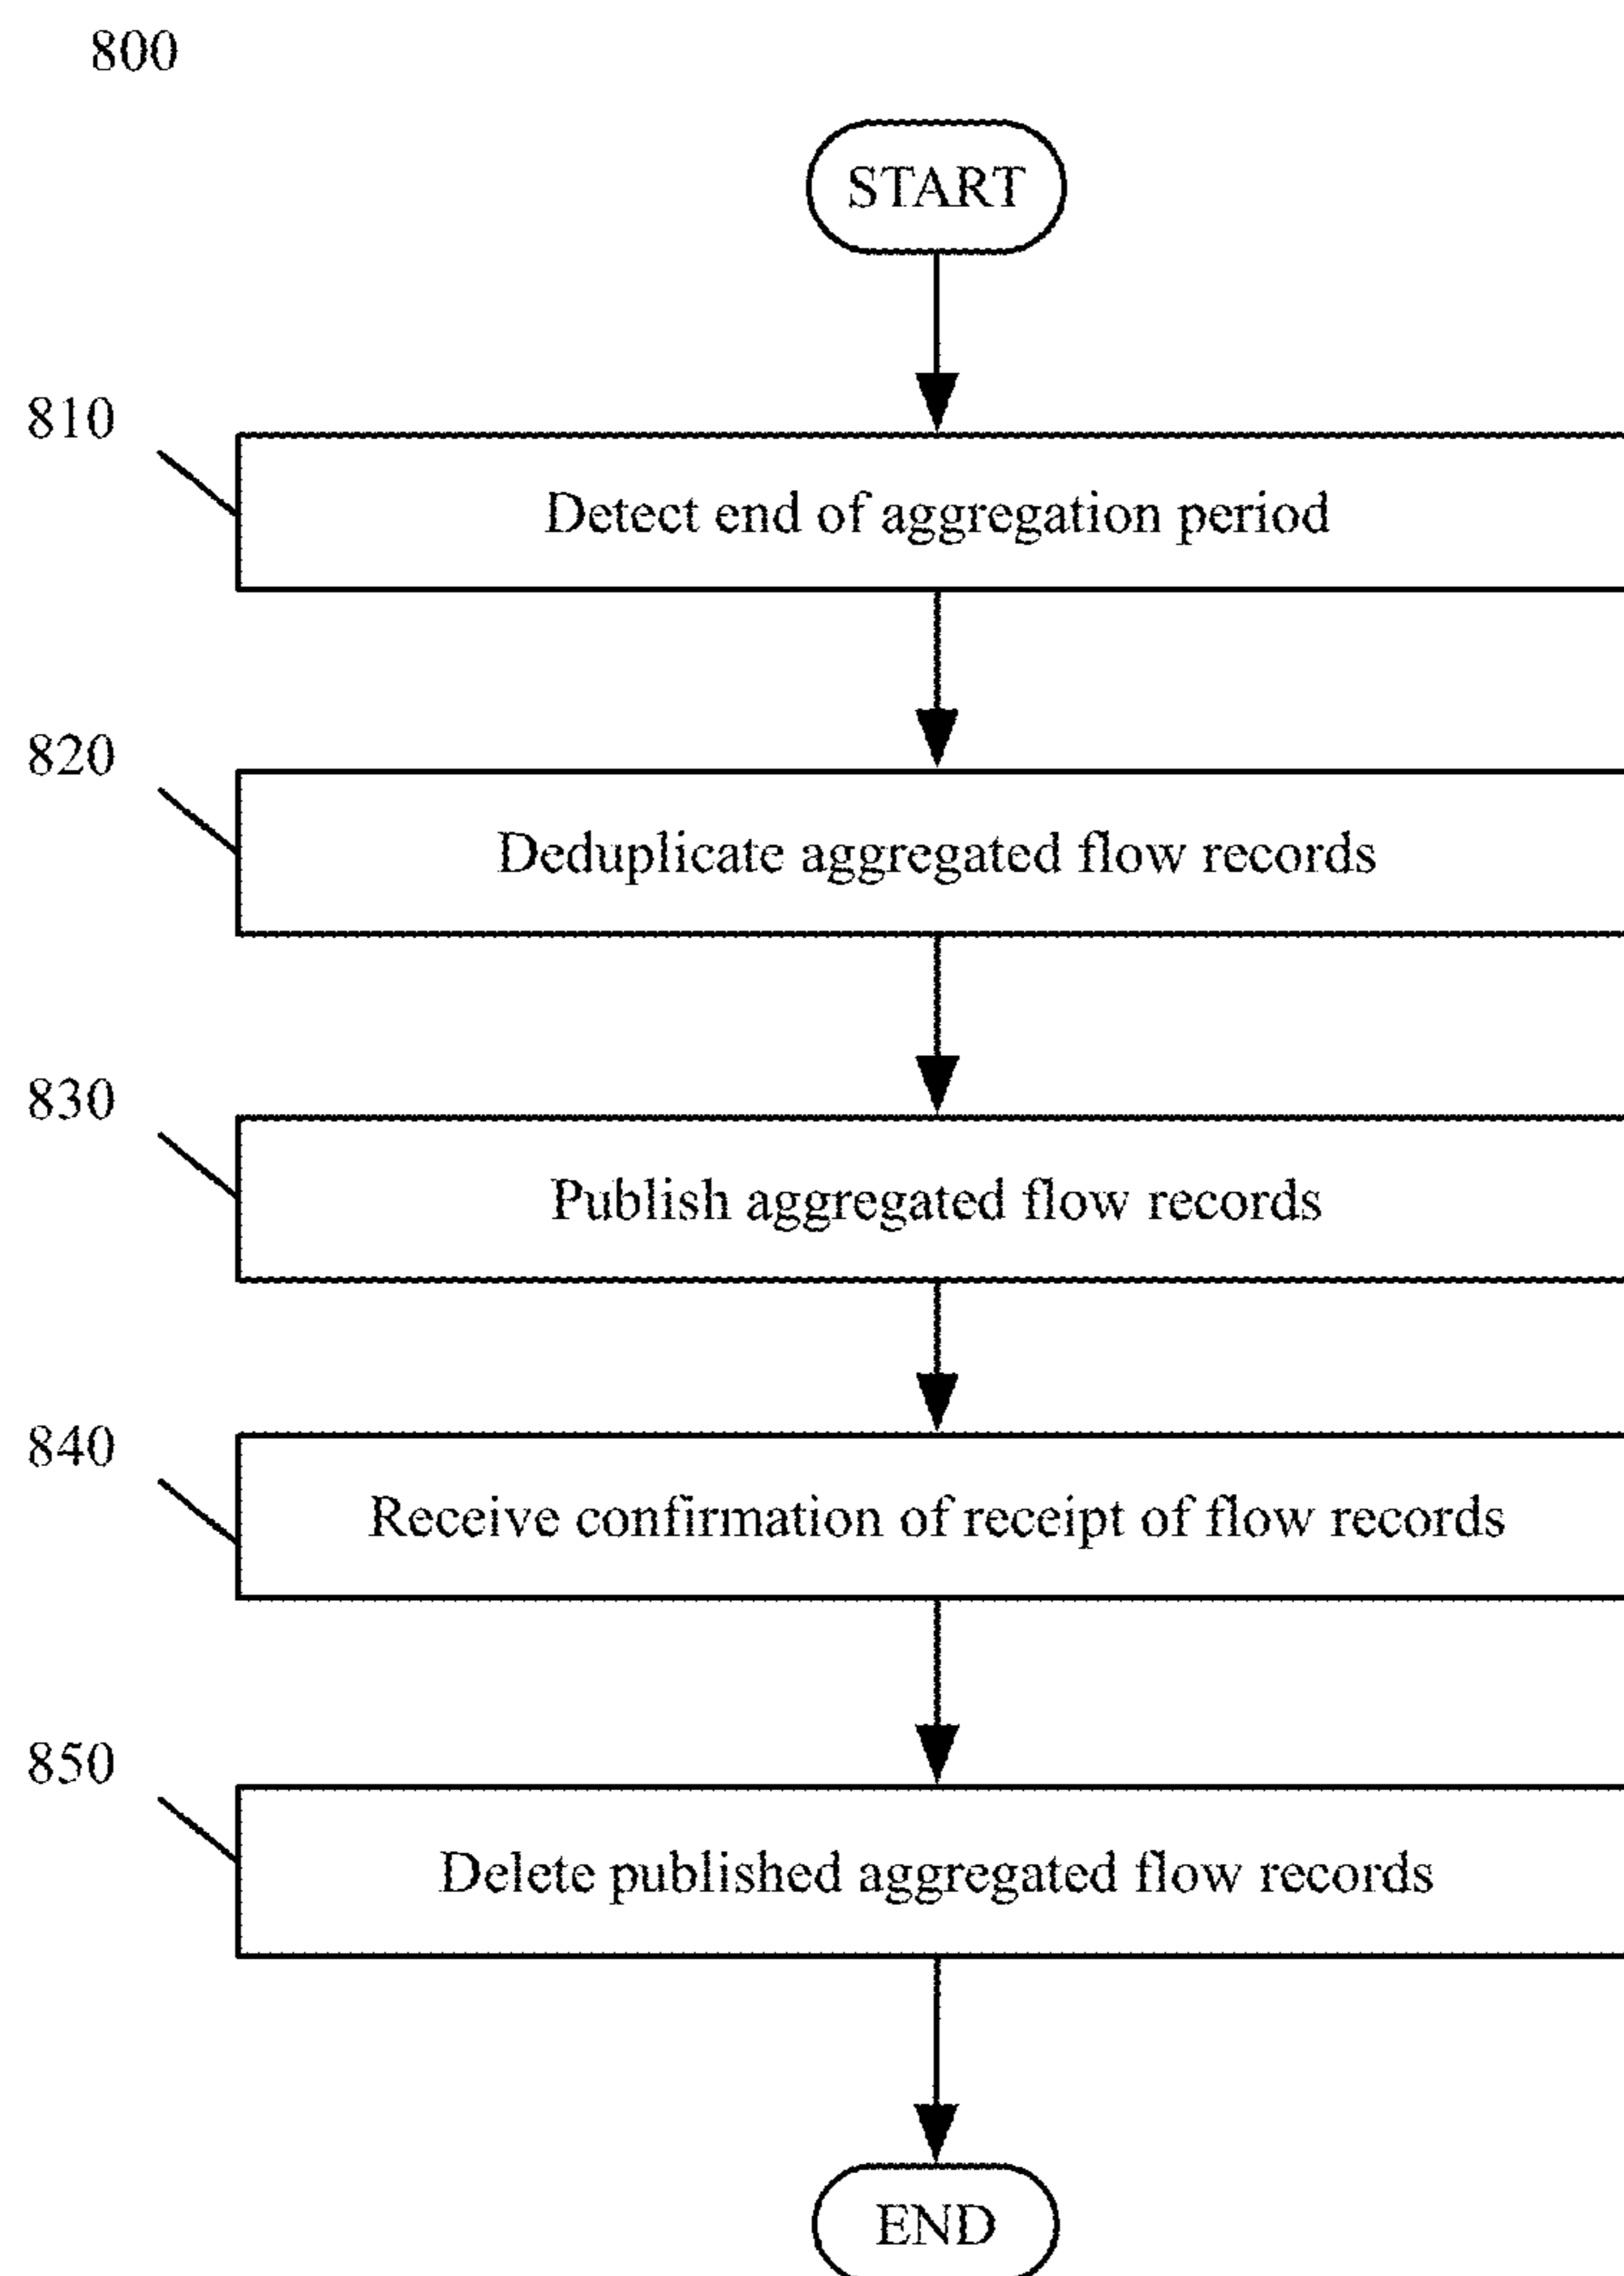 800
START
810
Detect end of aggregation period
820
Deduplicate aggregated flow records
830
Publish aggregated flow records
840
Receive confirmation of receipt of flow records
850
Delete published aggregated flow records
END